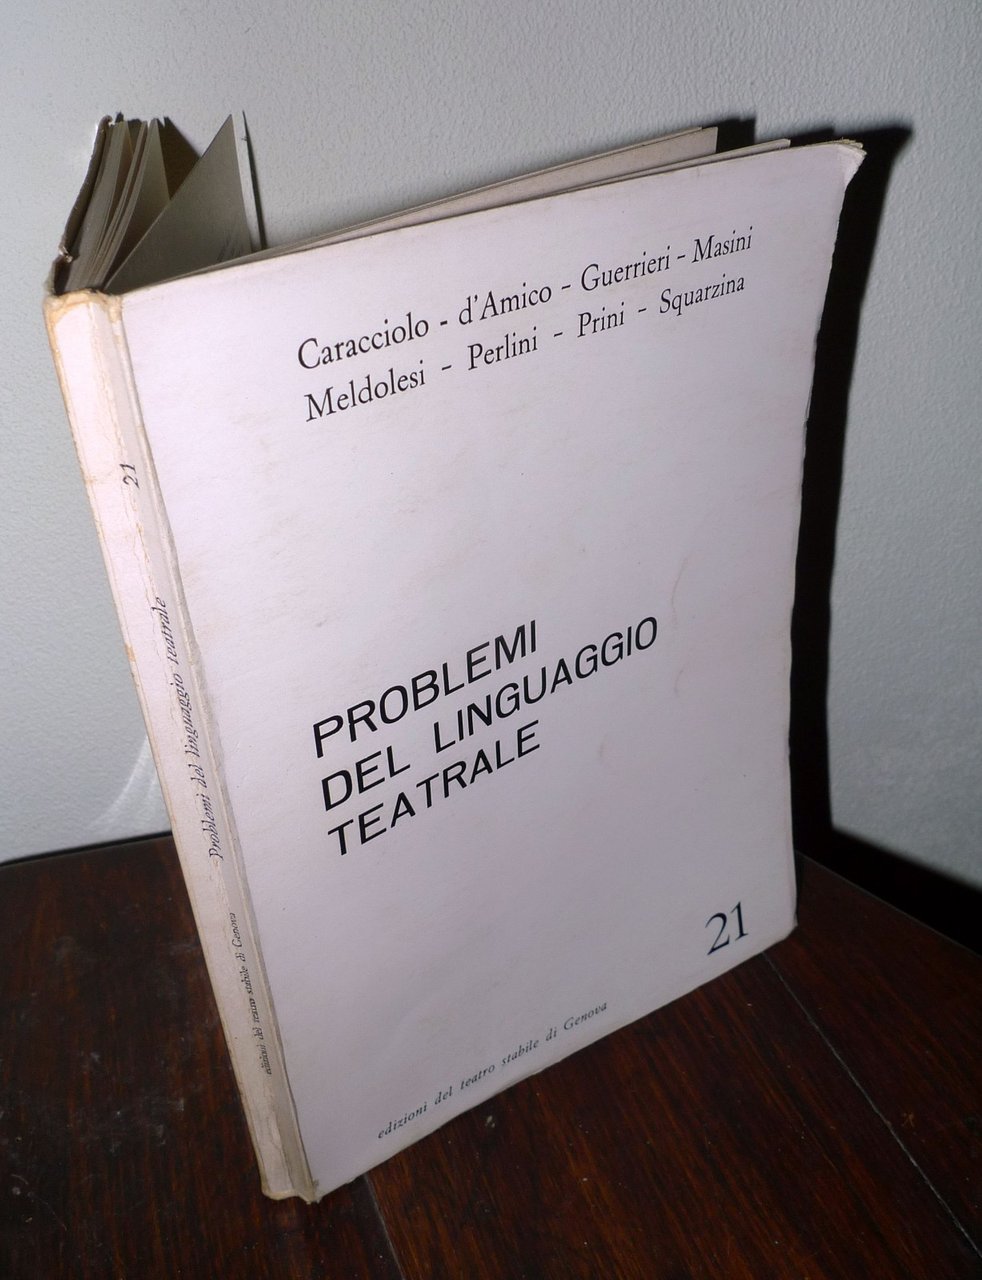 Caracciolo - d'Amico - Guerrieri - Masini
Meldolesi - Perlini - Prini - Squarzina
PROBLEMI
DEL LINGUAGGIO
TEATRALE
21
edizioni del teatro stabile di Genova
21
Problemi del linguaggio teatrale
edizioni del teatro stabile di Genova